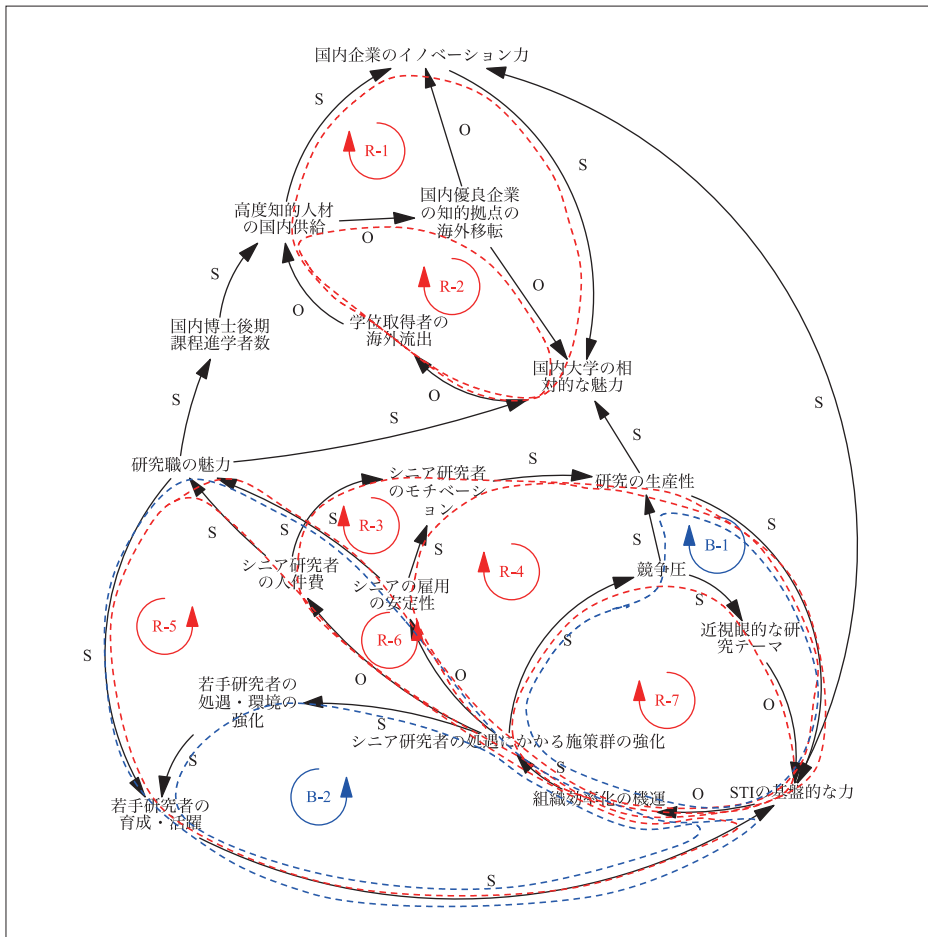 国内企業のイノベーション力
S
O
S
R-1
国内優良企業
の知的拠点の
海外移転
高度知的人材
の国内供給
O
S
R-2
O
O
国内博士後期
課程進学者数
学位取得者の
海外流出
国内大学の相
対的な魅力
S
O
S
S
S
研究職の魅力
シニア研究者
のモチベーシ
ョン
S
研究の生産性
S
R-3
S
S
S
S
B-1
シニア研究者
の人件費
シニアの雇用
の安定性
R-4
競争圧
S
近視眼的な研
究テーマ
R-5
R-6
S
S
O
O
若手研究者の
処遇・環境の
強化
R-7
O
S
シニア研究者の処遇にかかる施策群の強化
S
S
B-2
若手研究者の
育成・活躍
組織効率化の機運
O
STIの基盤的な力
S